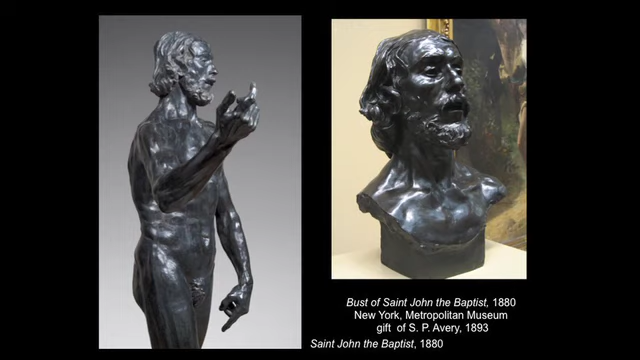 Bust of Saint John the Baptist, 1880
New York, Metropolitan Museum
gift of S. P. Avery, 1893
Saint John the Baptist, 1880